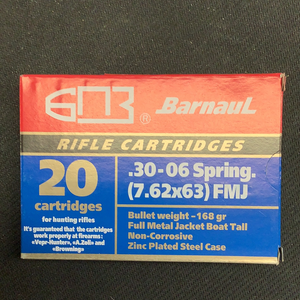 БПЗ ® Barnaul
RIFLE CARTRIDGES
20
cartridges
for hunting rifles
It's guaranteed that the cartridges
work properly at firearms:
«Vepr-Hunter», «A.Zoli» and
«Browning»
.30-06 Spring.
(7.62x63) FMJ
Bullet weight -168 gr
Full Metal Jacket Boat Tall
Non-Corrosive
Zinc Plated Steel Case